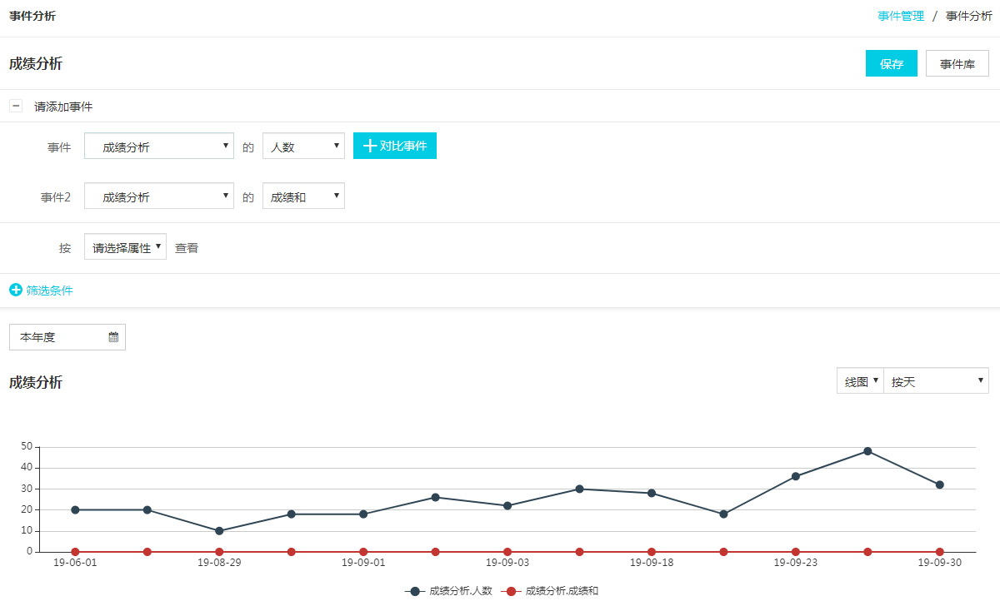 事件分析
事件管理 / 事件分析
成绩分析
保存
事件库
请添加事件
事件 成绩分析 的 人数 对比事件
事件2 成绩分析 的 成绩和
按 请选择属性 查看
筛选条件
本年度
成绩分析
线图 按天
50
40
30
20
10
0
19-06-01 19-08-29 19-09-01 19-09-03 19-09-18 19-09-23 19-09-30
成绩分析.人数 成绩分析.成绩和